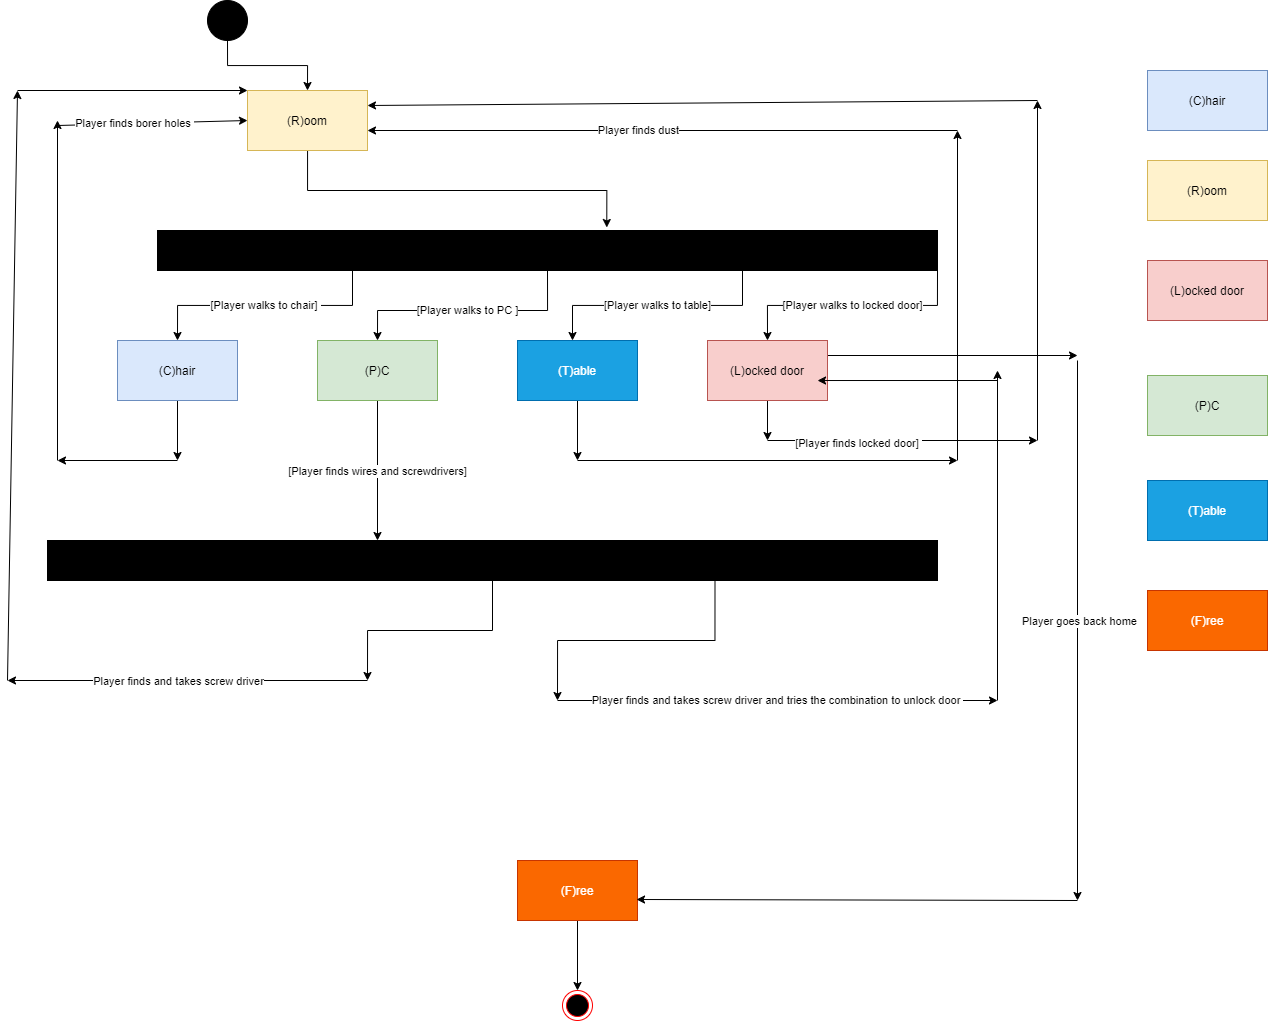 (C)hair
(R)oom
Player finds borer holes
Player finds dust
(R)oom
(L)ocked door
[Player walks to chair]
[Player walks to PC ]
[Player walks to table]
[Player walks to locked door]
(C)hair
(P)C
(T)able
(L)ocked door
(P)C
[Player finds locked door]
[Player finds wires and screwdrivers]
(T)able
Player goes back home
(F)ree
Player finds and takes screw driver
Player finds and takes screw driver and tries the combination to unlock door
(F)ree